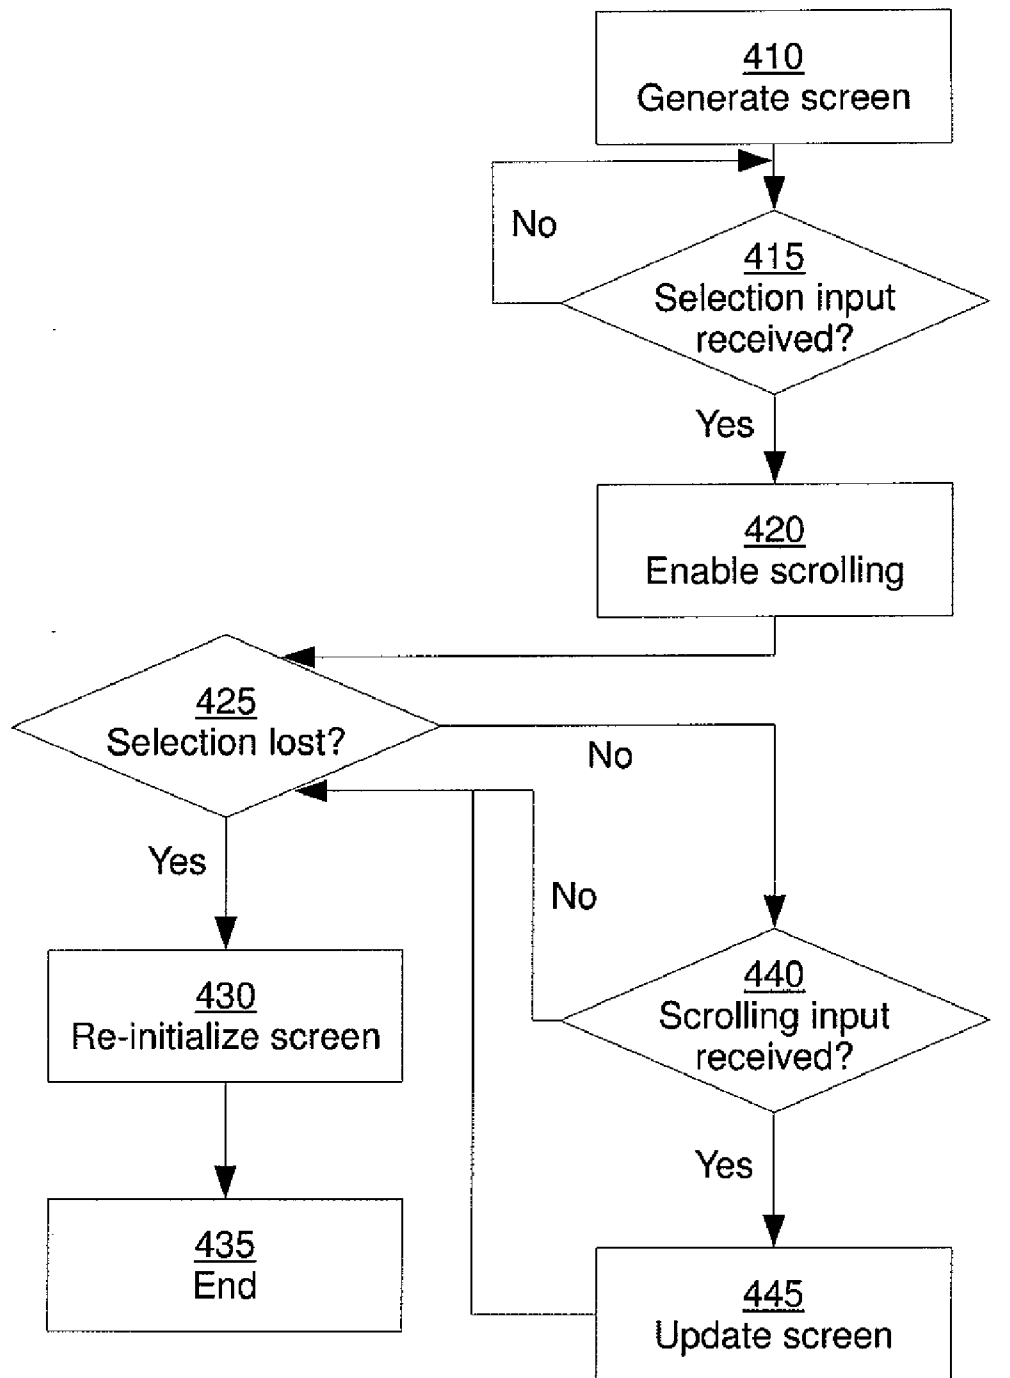 410
Generate screen
No
415
Selection input
received?
Yes
420
Enable scrolling
425
Selection lost?
No
Yes
No
430
Re-initialize screen
440
Scrolling input
received?
Yes
435
End
445
Update screen